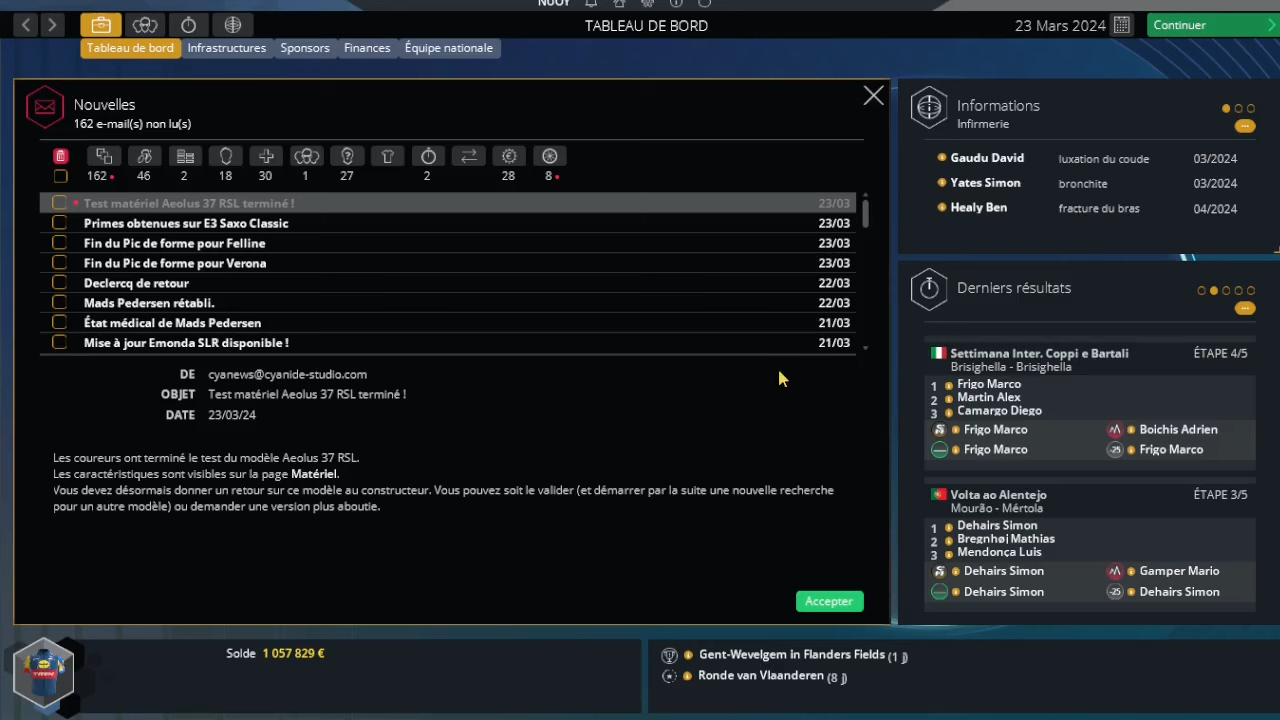 NUOY
TABLEAU DE BORD
23 Mars 2024
Continuer
Tableau de bord
Infrastructures
Sponsors
Finances
Équipe nationale
Nouvelles
162 e-mail(s) non lu(s)
162 46 2 18 30 1 27 2 28 8
Test matériel Aeolus 37 RSL terminé ! 23/03
Primes obtenues sur E3 Saxo Classic 23/03
Fin du Pic de forme pour Felline 23/03
Fin du Pic de forme pour Verona 23/03
Declercq de retour 22/03
Mads Pedersen rétabli. 22/03
État médical de Mads Pedersen 21/03
Mise à jour Emonda SLR disponible ! 21/03
DE cyanews@cyanide-studio.com
OBJET Test matériel Aeolus 37 RSL terminé !
DATE 23/03/24
Les coureurs ont terminé le test du modèle Aeolus 37 RSL.
Les caractéristiques sont visibles sur la page Matériel.
Vous devez désormais donner un retour sur ce modèle au constructeur. Vous pouvez soit le valider (et démarrer par la suite une nouvelle recherche
pour un autre modèle) ou demander une version plus aboutie.
Accepter
Informations
Infirmerie
Gaudu David luxation du coude 03/2024
Yates Simon bronchite 03/2024
Healy Ben fracture du bras 04/2024
Derniers résultats
Settimana Inter. Coppi e Bartali ÉTAPE 4/5
Brisighella - Brisighella
1 Frigo Marco
2 Martin Alex
3 Camargo Diego
Frigo Marco Boichis Adrien
Frigo Marco -25 Frigo Marco
Volta ao Alentejo ÉTAPE 3/5
Mourão - Mértola
1 Dehairs Simon
2 Bregnhøj Mathias
3 Mendonça Luis
Dehairs Simon Gamper Mario
Dehairs Simon -25 Dehairs Simon
TREK
Solde 1 057 829 €
Gent-Wevelgem in Flanders Fields (1 j)
Ronde van Vlaanderen (8 j)